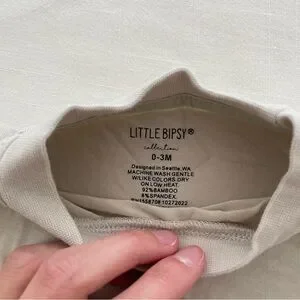 LITTLE BIPSY®
collection
0-3M
Designed in Seattle, WA
MACHINE WASH GENTLE
W/LIKE COLORS DRY
ON LOW HEAT.
92%BAMBOO
8%SPANDEX